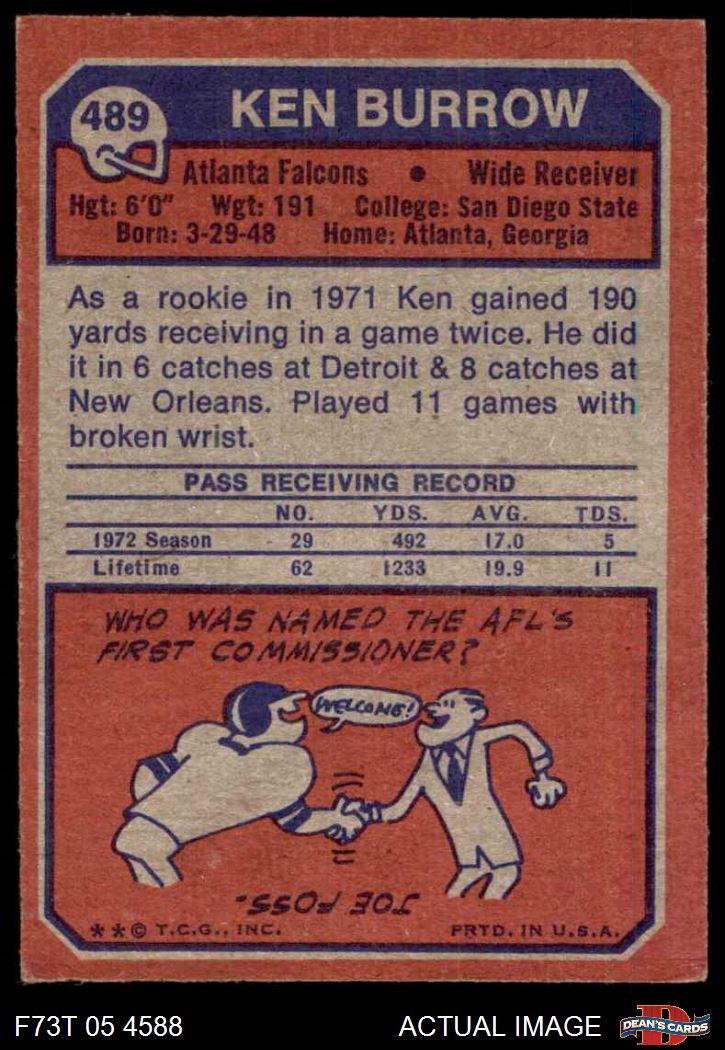 489
KEN BURROW
Atlanta Falcons • Wide Receiver
Hgt: 6'0" Wgt: 191 College: San Diego State
Born: 3-29-48 Home: Atlanta, Georgia
As a rookie in 1971 Ken gained 190
yards receiving in a game twice. He did
it in 6 catches at Detroit & 8 catches at
New Orleans. Played 11 games with
broken wrist.
PASS RECEIVING RECORD
NO. YDS. AVG. TDS.
1972 Season 29 492 17.0 5
Lifetime 62 1233 19.9 11
WHO WAS NAMED THE AFL'S
FIRST COMMISSIONER?
WELCOME!
JOE FOSS-
**© T.C.G., INC. PRTD. IN U.S.A.
F73T 05 4588 ACTUAL IMAGE
D
DEAN'S CARDS